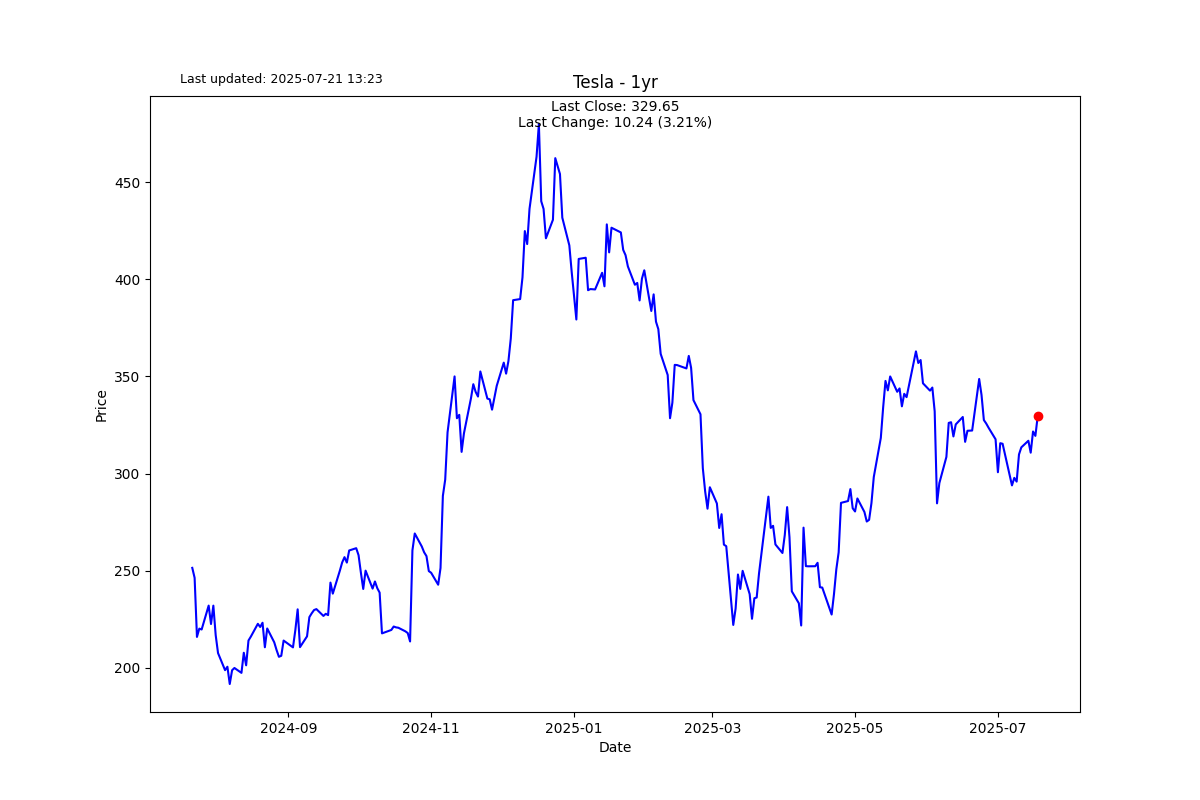 Last updated: 2025-07-21 13:23
Tesla - 1yr
Last Close: 329.65
Last Change: 10.24 (3.21%)
450
400
350
300
250
200
Price
2024-09
2024-11
2025-01
2025-03
2025-05
2025-07
Date